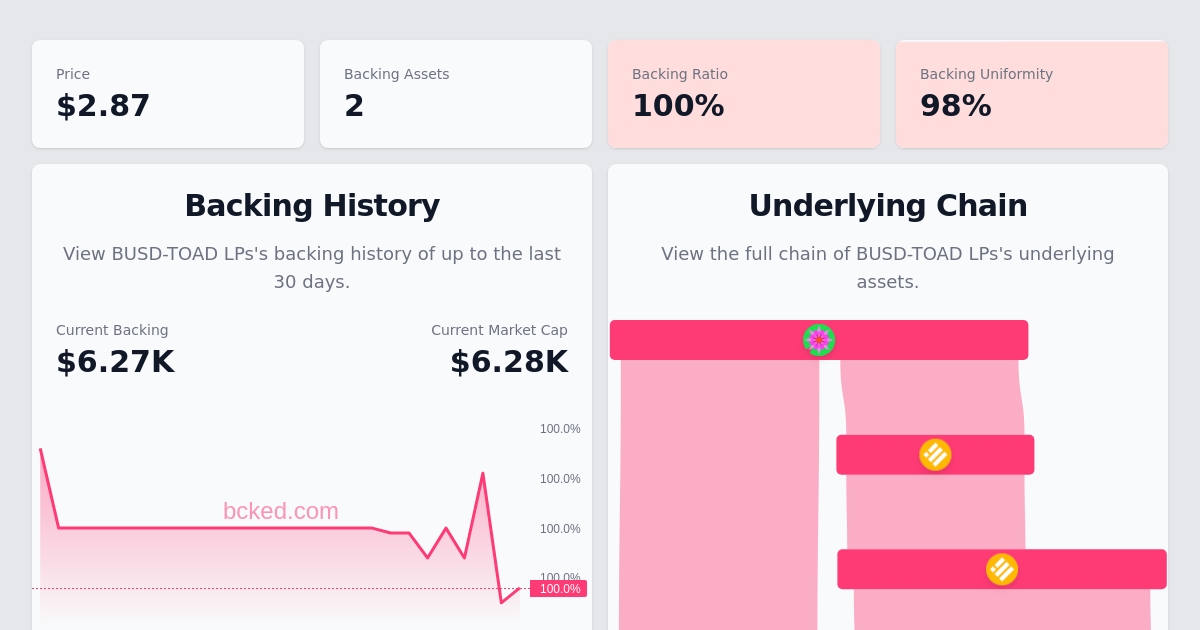 Price
$2.87
Backing Assets
2
Backing Ratio
100%
Backing Uniformity
98%
Backing History
View BUSD-TOAD LPs's backing history of up to the last
30 days.
Current Backing
$6.27K
Current Market Cap
$6.28K
100.0%
100.0%
100.0%
100.0%
100.0%
bcked.com
Underlying Chain
View the full chain of BUSD-TOAD LPs's underlying
assets.